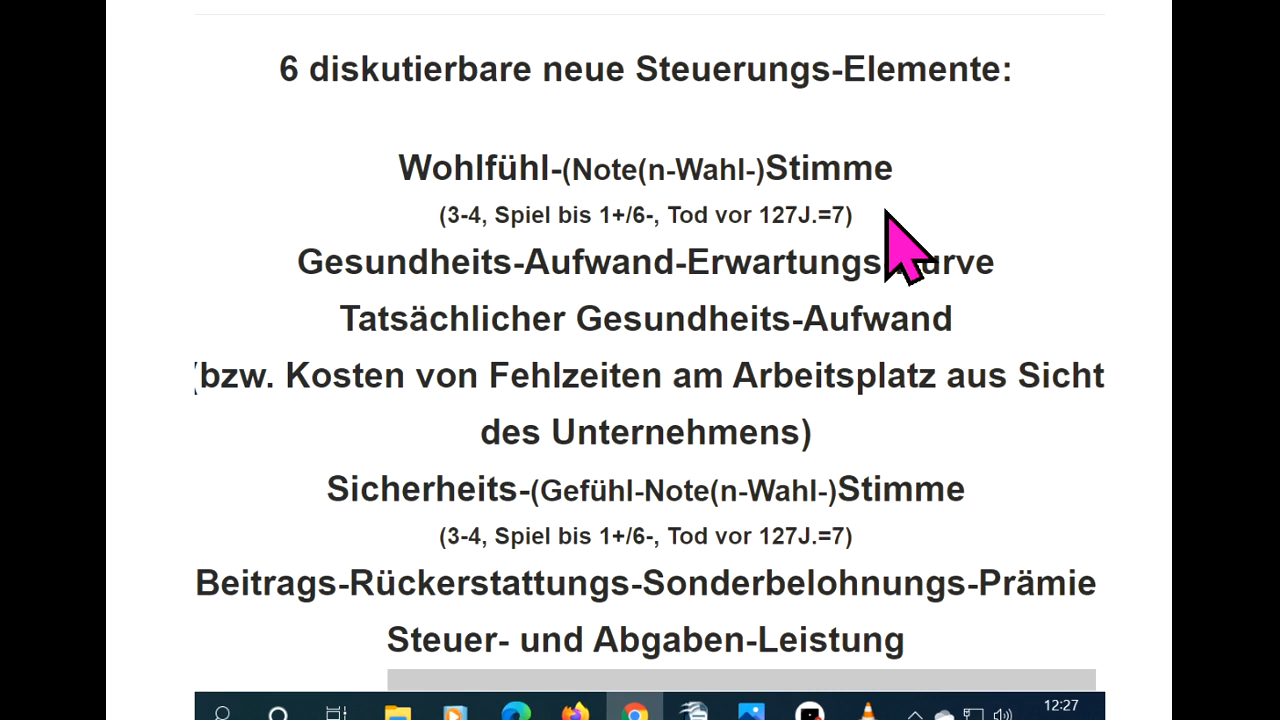 6 diskutierbare neue Steuerungs-Elemente:
Wohlfühl-(Note(n-Wahl-)Stimme
(3-4, Spiel bis 1+/6-, Tod vor 127J.=7)
Gesundheits-Aufwand-Erwartungs-Kurve
Tatsächlicher Gesundheits-Aufwand
(bzw. Kosten von Fehlzeiten am Arbeitsplatz aus Sicht
des Unternehmens)
Sicherheits-(Gefühl-Note(n-Wahl-)Stimme
(3-4, Spiel bis 1+/6-, Tod vor 127J.=7)
Beitrags-Rückerstattungs-Sonderbelohnungs-Prämie
Steuer- und Abgaben-Leistung
12:27